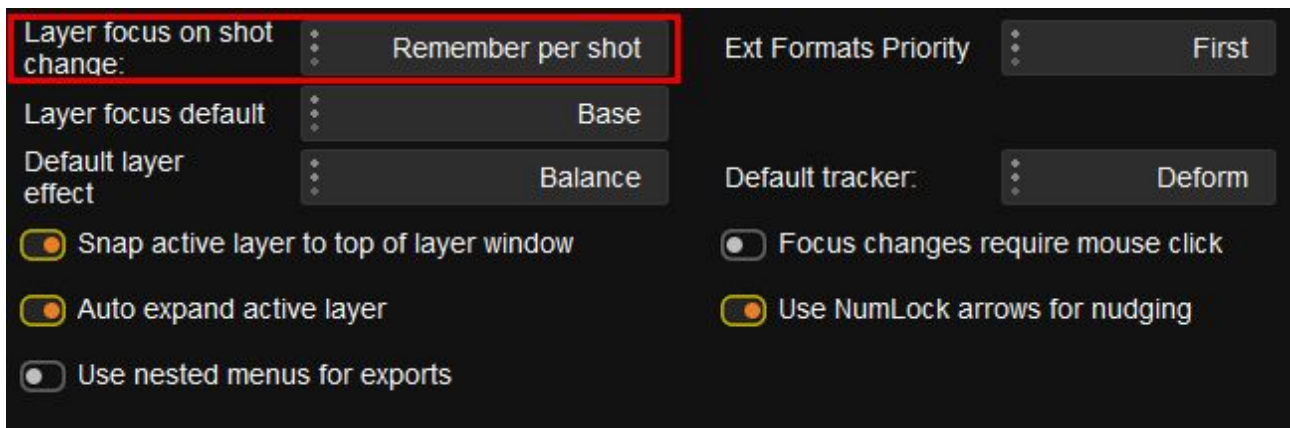 Layer focus on shot
change:
Remember per shot
Ext Formats Priority
First
Layer focus default
Base
Default layer
effect
Balance
Default tracker:
Deform
Snap active layer to top of layer window
Focus changes require mouse click
Auto expand active layer
Use NumLock arrows for nudging
Use nested menus for exports